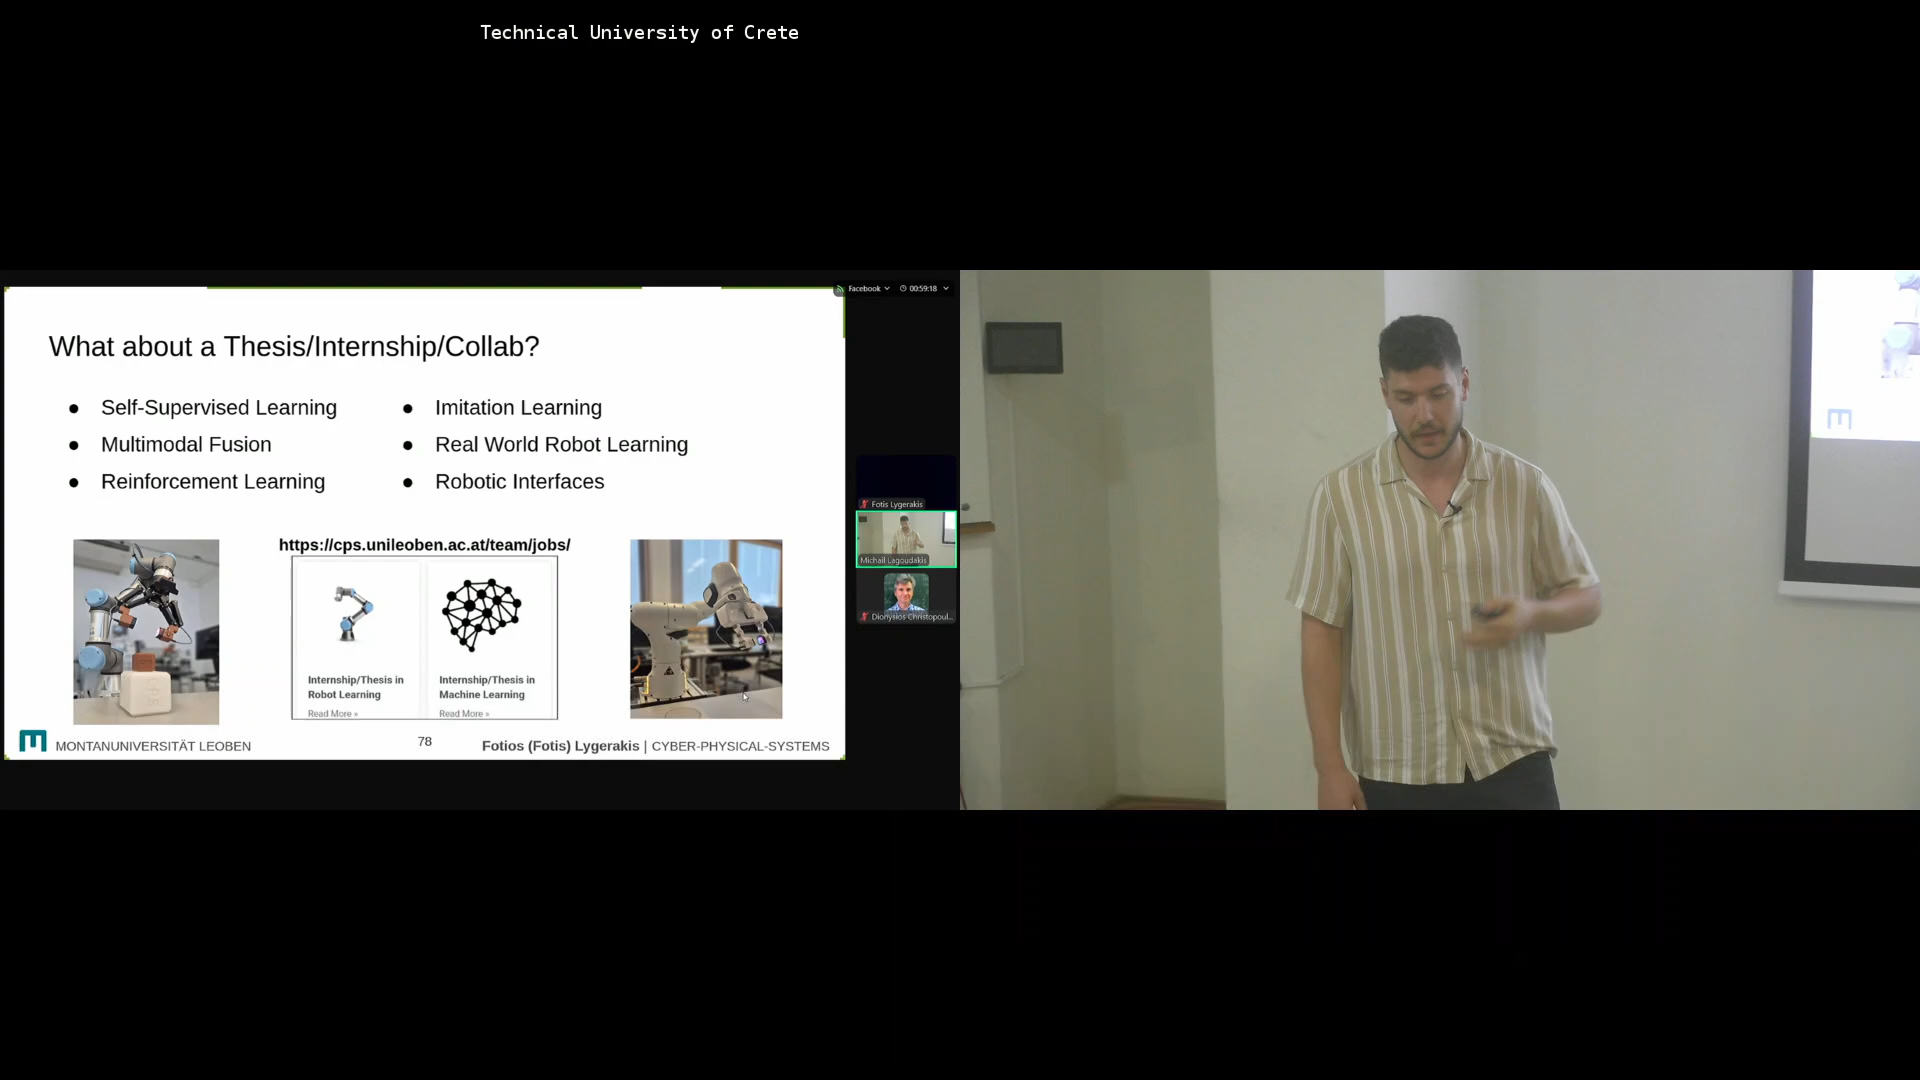 Technical University of Crete
Facebook
00:59:18
What about a Thesis/Internship/Collab?
● Self-Supervised Learning
● Multimodal Fusion
● Reinforcement Learning
● Imitation Learning
● Real World Robot Learning
● Robotic Interfaces
https://cps.unileoben.ac.at/team/jobs/
Internship/Thesis in
Robot Learning
Read More »
Internship/Thesis in
Machine Learning
Read More »
MONTANUNIVERSITÄT LEOBEN
78
Fotios (Fotis) Lygerakis | CYBER-PHYSICAL-SYSTEMS
Fotis Lygerakis
Michail Lagoudakis
Dionysios Christopoul...